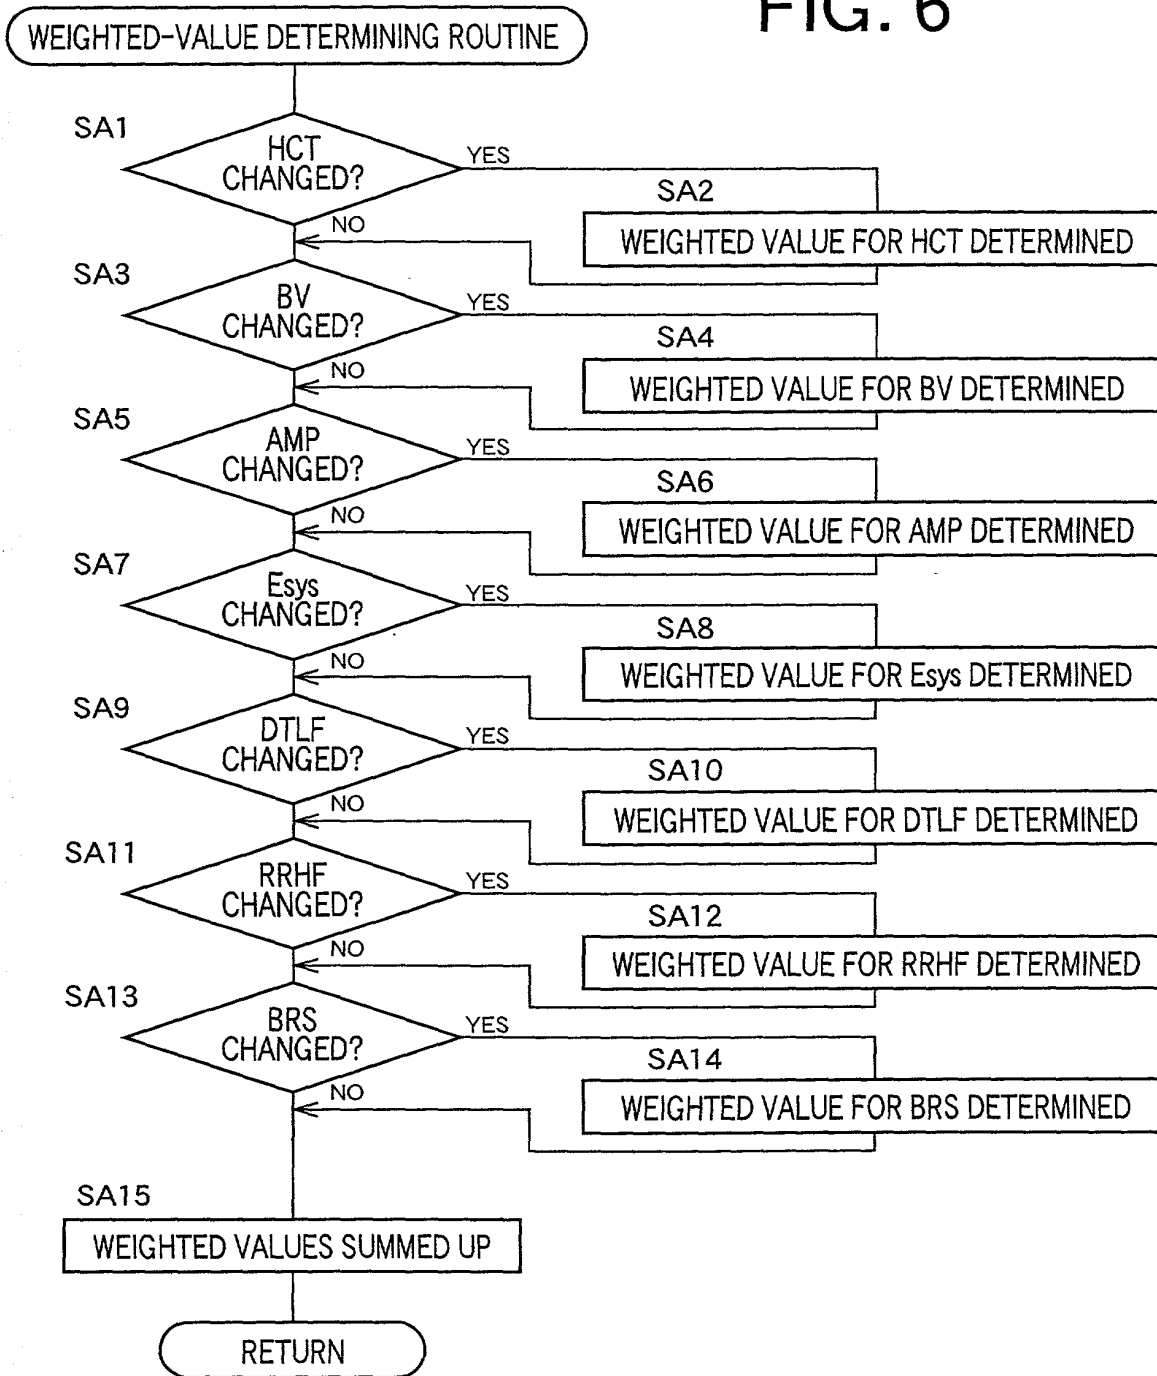 FIG. 6
WEIGHTED-VALUE DETERMINING ROUTINE
SA1
HCT
CHANGED?
YES
NO
SA2
WEIGHTED VALUE FOR HCT DETERMINED
SA3
BV
CHANGED?
YES
NO
SA4
WEIGHTED VALUE FOR BV DETERMINED
SA5
AMP
CHANGED?
YES
NO
SA6
WEIGHTED VALUE FOR AMP DETERMINED
SA7
Esys
CHANGED?
YES
NO
SA8
WEIGHTED VALUE FOR Esys DETERMINED
SA9
DTLF
CHANGED?
YES
NO
SA10
WEIGHTED VALUE FOR DTLF DETERMINED
SA11
RRHF
CHANGED?
YES
NO
SA12
WEIGHTED VALUE FOR RRHF DETERMINED
SA13
BRS
CHANGED?
YES
NO
SA14
WEIGHTED VALUE FOR BRS DETERMINED
SA15
WEIGHTED VALUES SUMMED UP
RETURN